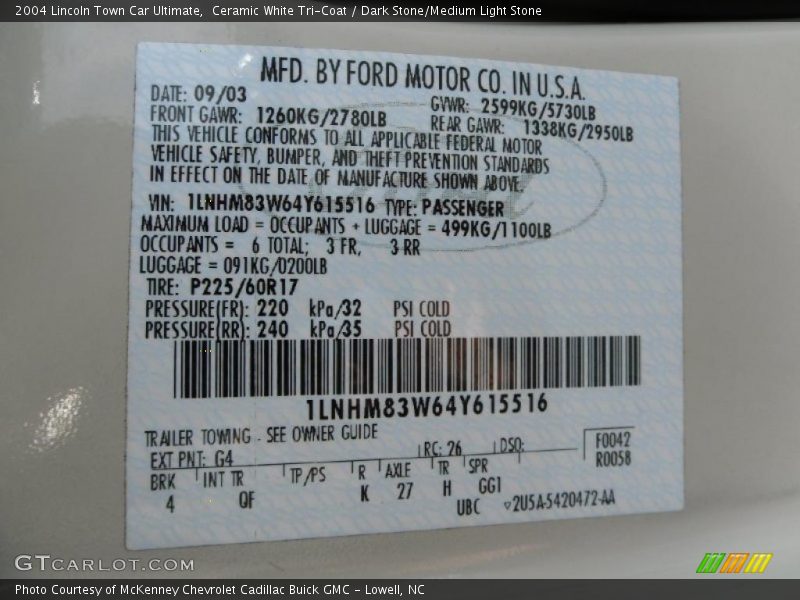 2004 Lincoln Town Car Ultimate,  Ceramic White Tri-Coat / Dark Stone/Medium Light Stone
MFD. BY FORD MOTOR CO. IN U.S.A.
DATE: 09/03 GVWR: 2599KG/5730LB
FRONT GAWR: 1260KG/2780LB REAR GAWR: 1338KG/2950LB
THIS VEHICLE CONFORMS TO ALL APPLICABLE FEDERAL MOTOR
VEHICLE SAFETY, BUMPER, AND THEFT PREVENTION STANDARDS
IN EFFECT ON THE DATE OF MANUFACTURE SHOWN ABOVE.
VIN: 1LNHM83W64Y615516 TYPE: PASSENGER
MAXIMUM LOAD = OCCUPANTS + LUGGAGE = 499KG/1100LB
OCCUPANTS = 6 TOTAL; 3 FR, 3 RR
LUGGAGE = 091KG/0200LB
TIRE: P225/60R17
PRESSURE(FR): 220 kPa/32 PSI COLD
PRESSURE(RR): 240 kPa/35 PSI COLD
1LNHM83W64Y615516
TRAILER TOWING - SEE OWNER GUIDE
EXT PNT: G4 RC: 26 DSO: F0042
R0058
BRK INT TR TP/PS R AXLE TR SPR
4 OF K 27 H GG1
UBC ▽2U5A-5420472-AA
GTCARLOT.COM
Photo Courtesy of McKenney Chevrolet Cadillac Buick GMC - Lowell, NC